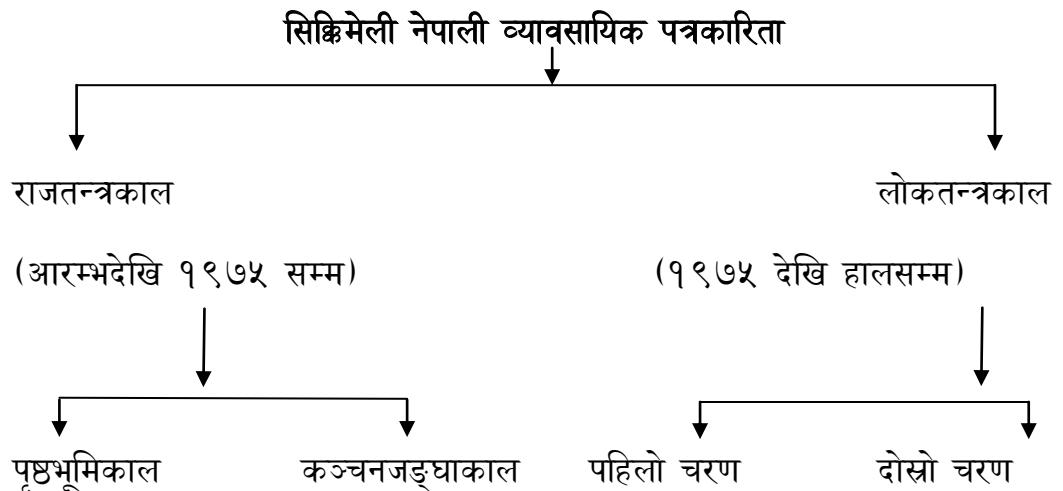 सिक्किमेली नेपाली व्यावसायिक पत्रकारिता
राजतन्त्रकाल लोकतन्त्रकाल
(आरम्भदेखि १९७५ सम्म) (१९७५ देखि हालसम्म)
पृष्ठभूमिकाल कञ्चनजङ्घाकाल पहिलो चरण दोस्रो चरण